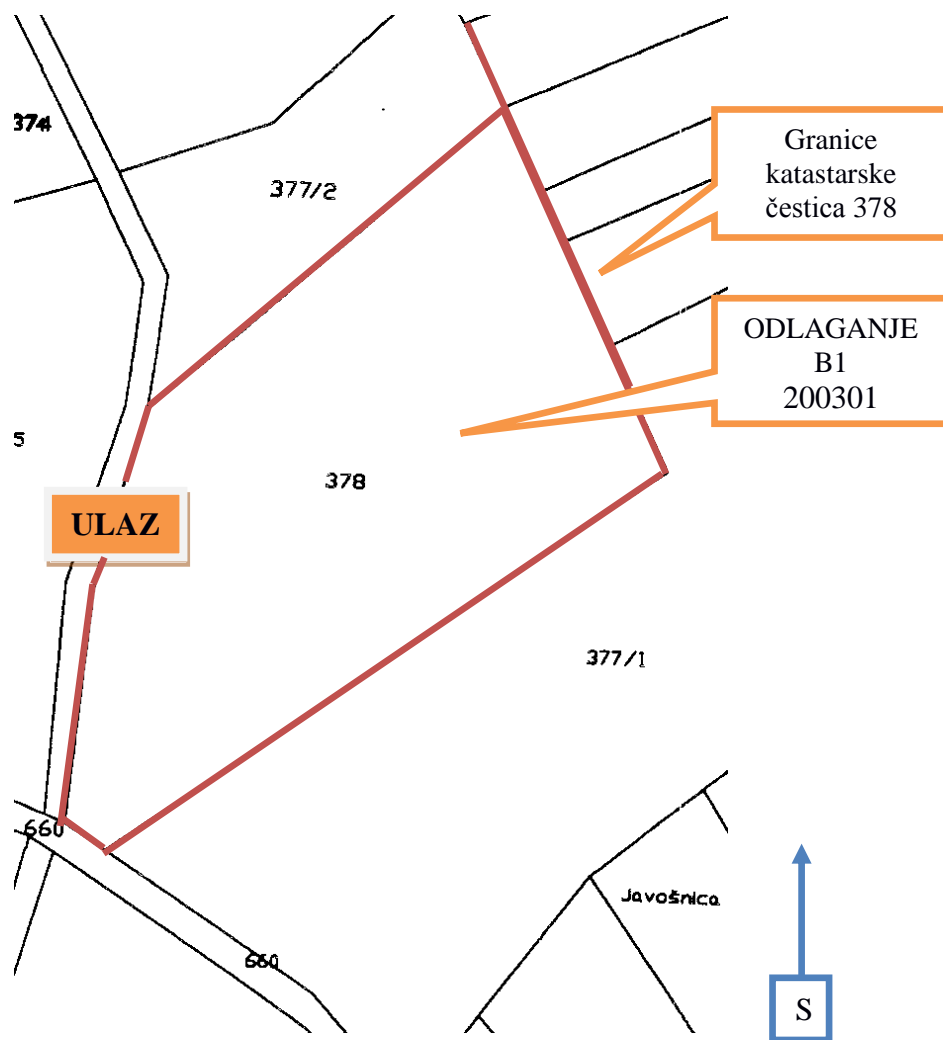 374
377/2
Granice
katastarske
čestica 378
ODLAGANJE
B1
200301
5
378
ULAZ
377/1
660
Javošnica
660
S